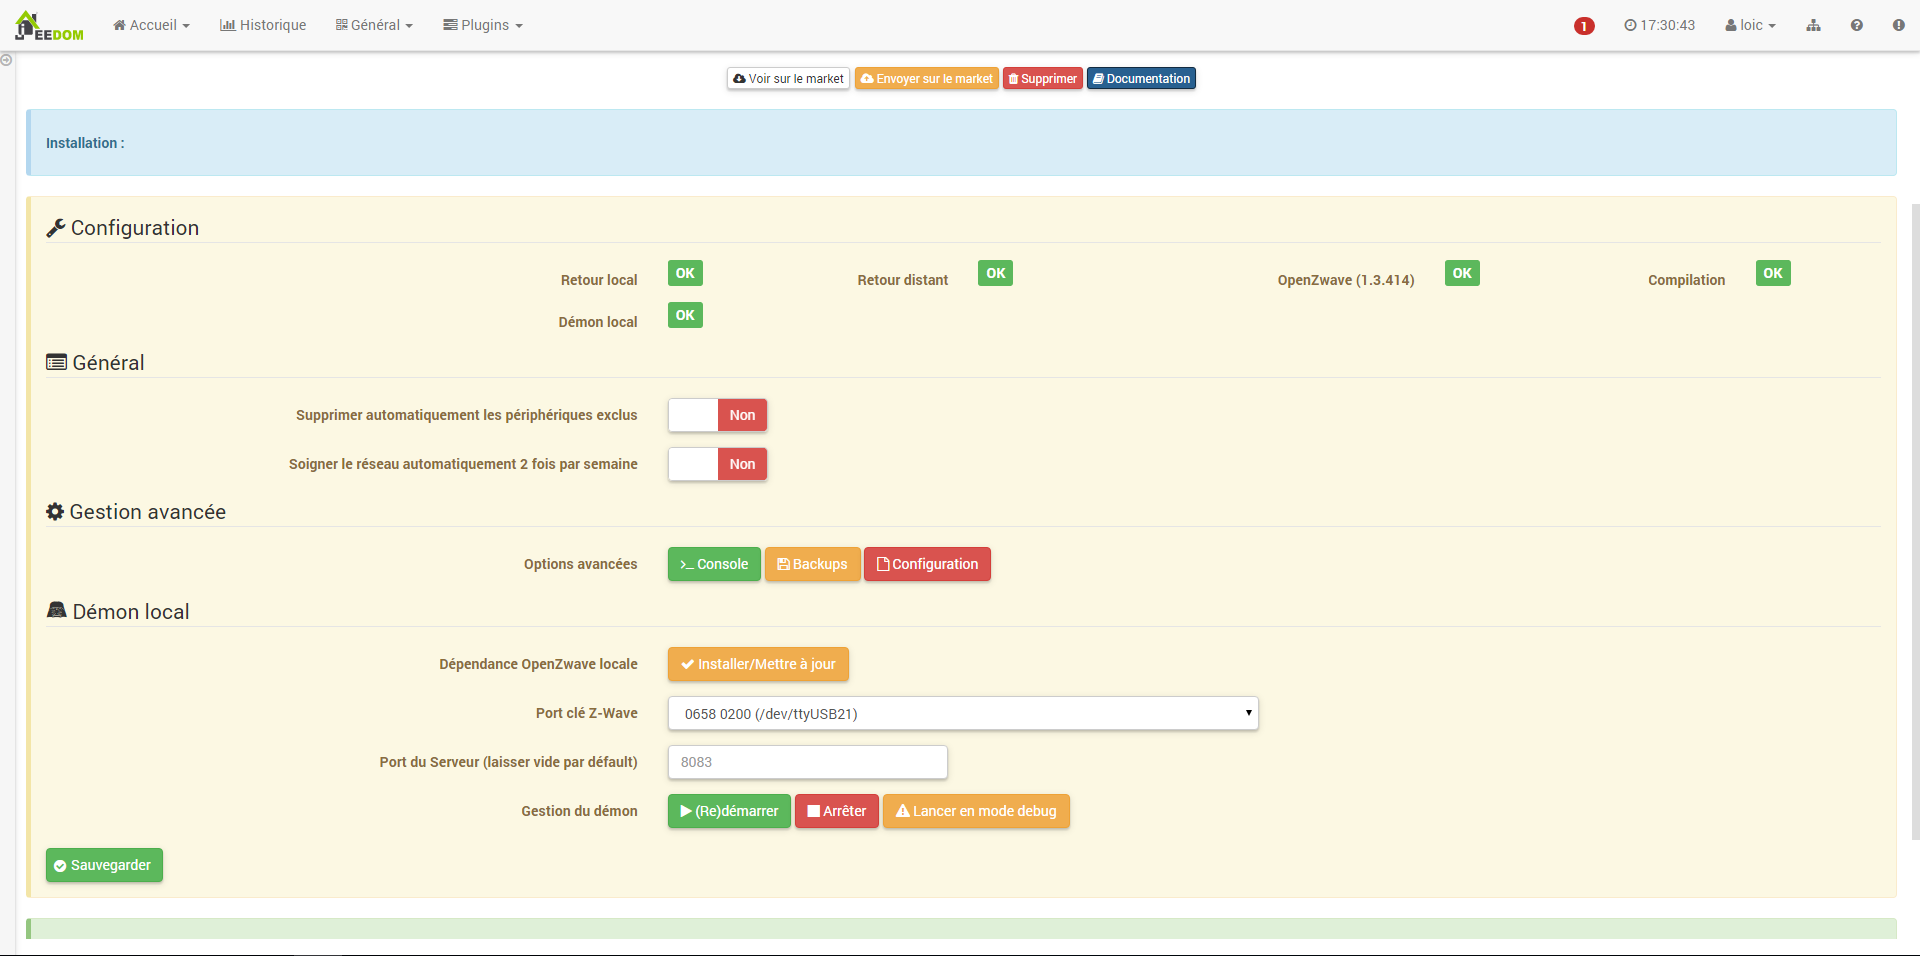 JEEDOM Accueil Historique Général Plugins 1 17:30:43 loic
Voir sur le market Envoyer sur le market Supprimer Documentation
Installation :
Configuration
Retour local OK Retour distant OK OpenZwave (1.3.414) OK Compilation OK
Démon local OK
Général
Supprimer automatiquement les périphériques exclus Non
Soigner le réseau automatiquement 2 fois par semaine Non
Gestion avancée
Options avancées >_ Console Backups Configuration
Démon local
Dépendance OpenZwave locale Installer/Mettre à jour
Port clé Z-Wave 0658 0200 (/dev/ttyUSB21)
Port du Serveur (laisser vide par défault) 8083
Gestion du démon (Re)démarrer Arrêter Lancer en mode debug
Sauvegarder